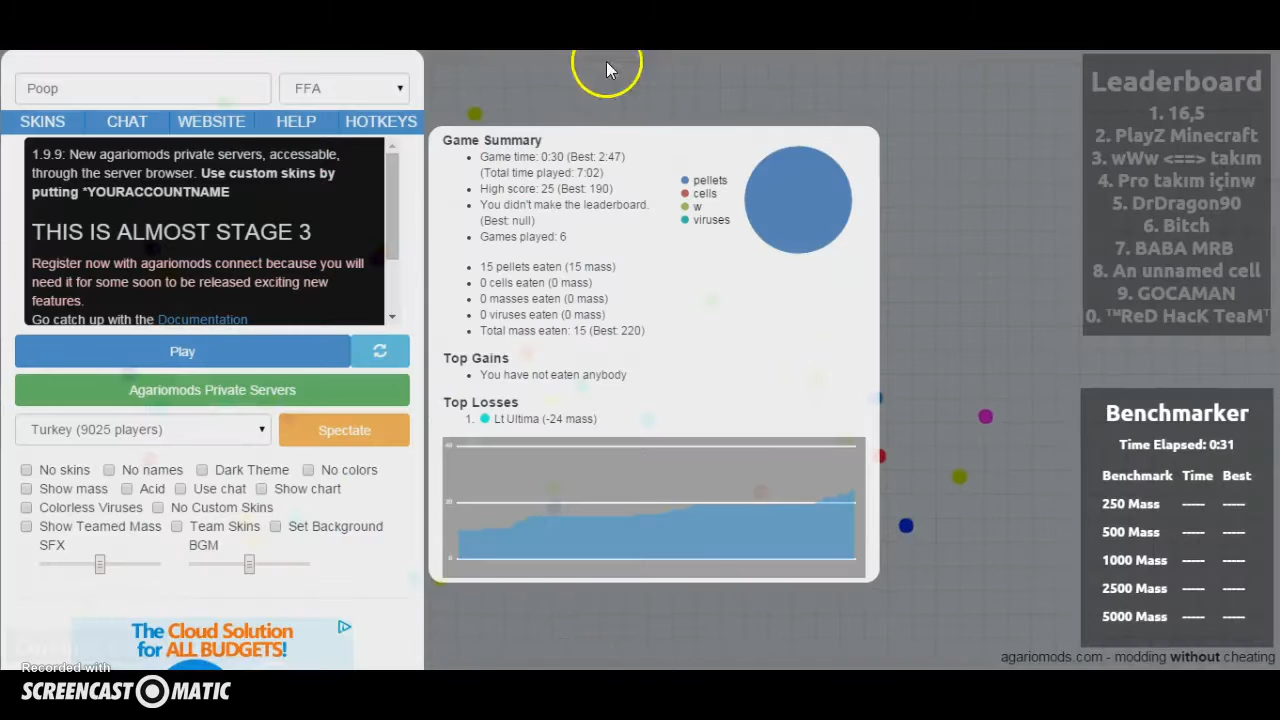 Poop
FFA
SKINS CHAT WEBSITE HELP HOTKEYS
1.9.9: New agariomods private servers, accessable,
through the server browser. Use custom skins by
putting *YOURACCOUNTNAME
THIS IS ALMOST STAGE 3
Register now with agariomods connect because you will
need it for some soon to be released exciting new
features.
Go catch up with the Documentation
Play
Agariomods Private Servers
Turkey (9025 players)
Spectate
No skins No names Dark Theme No colors
Show mass Acid Use chat Show chart
Colorless Viruses No Custom Skins
Show Teamed Mass Team Skins Set Background
SFX BGM
The Cloud Solution
for ALL BUDGETS!
Recorded with
SCREENCAST-O-MATIC
Game Summary
Game time: 0:30 (Best: 2:47)
(Total time played: 7:02)
High score: 25 (Best: 190)
You didn't make the leaderboard.
(Best: null)
Games played: 6
15 pellets eaten (15 mass)
0 cells eaten (0 mass)
0 masses eaten (0 mass)
0 viruses eaten (0 mass)
Total mass eaten: 15 (Best: 220)
pellets
cells
w
viruses
Top Gains
You have not eaten anybody
Top Losses
1. Lt Ultima (-24 mass)
40
20
0
Leaderboard
1. 16,5
2. PlayZ Minecraft
3. wWw <==> takım
4. Pro takım içinw
5. DrDragon90
6. Bitch
7. BABA MRB
8. An unnamed cell
9. GOCAMAN
0. ™ReD HacK TeaM
Benchmarker
Time Elapsed: 0:31
Benchmark Time Best
250 Mass ----- -----
500 Mass ----- -----
1000 Mass ----- -----
2500 Mass ----- -----
5000 Mass ----- -----
agariomods.com - modding without cheating